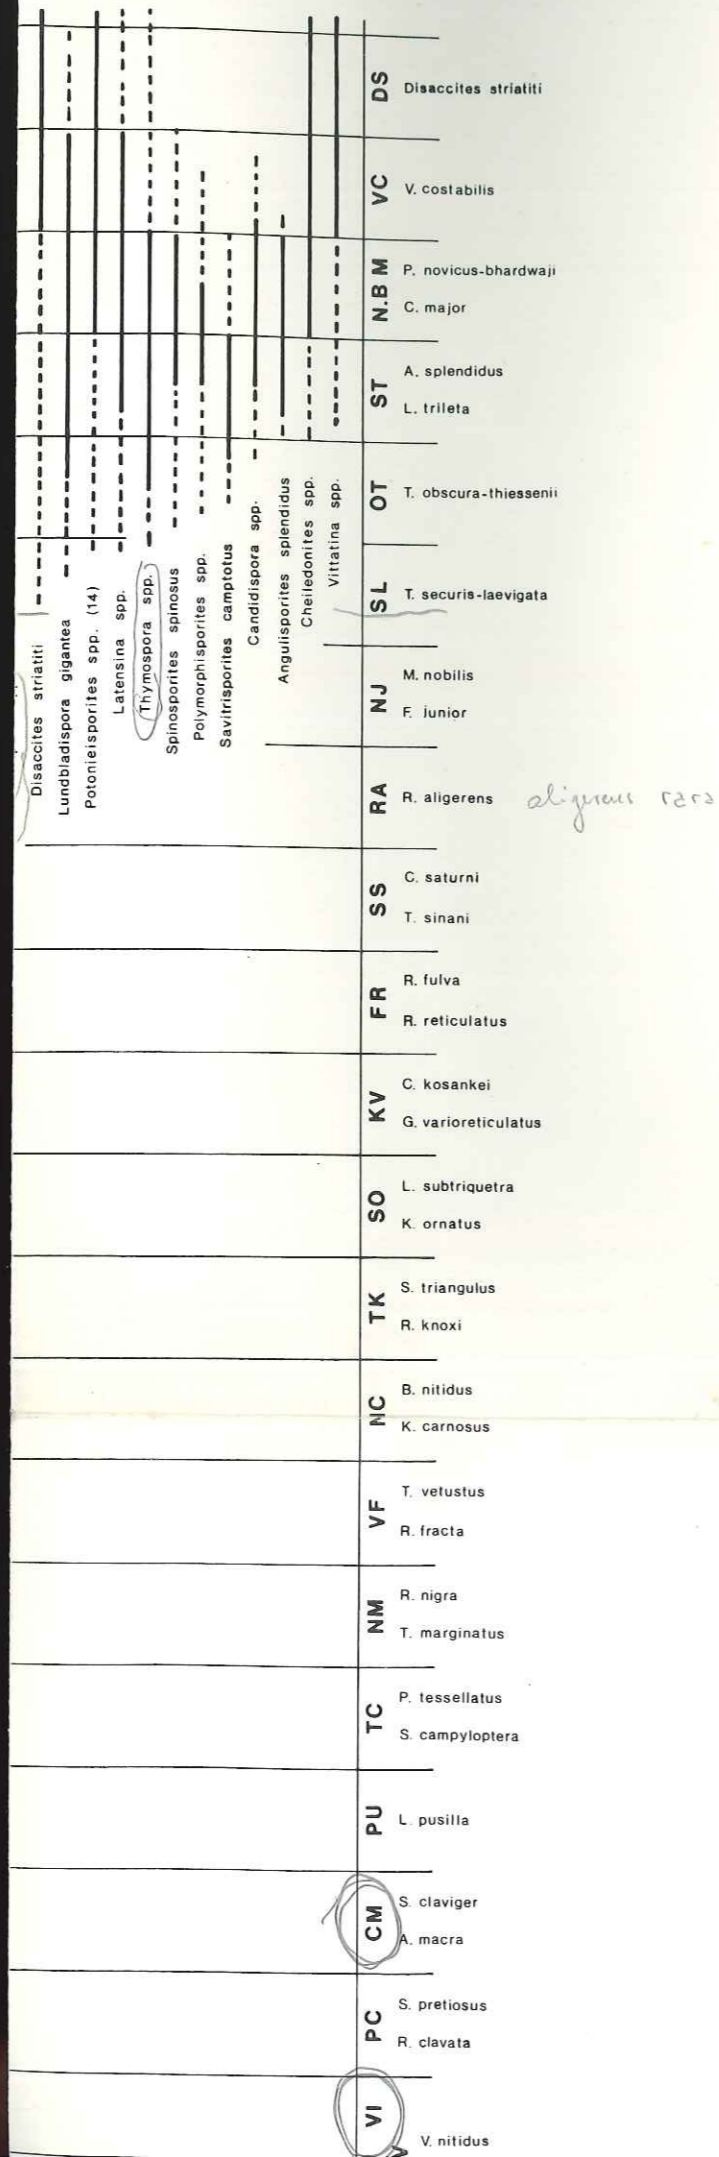 DS
Disaccites striatiti
VC
V. costabilis
N.BM
P. novicus-bhardwaji
C. major
ST
A. splendidus
L. trileta
OT
T. obscura-thiessenii
SL
T. securis-laevigata
NJ
M. nobilis
F. junior
RA
R. aligerens
aligerens rara
SS
C. saturni
T. sinani
FR
R. fulva
R. reticulatus
KV
C. kosankei
G. varioreticulatus
SO
L. subtriquetra
K. ornatus
TK
S. triangulus
R. knoxi
NC
B. nitidus
K. carnosus
VF
T. vetustus
R. fracta
NM
R. nigra
T. marginatus
TC
P. tessellatus
S. campyloptera
PU
L. pusilla
CM
S. claviger
A. macra
PC
S. pretiosus
R. clavata
VI
V. nitidus
Disaccites striatiti
Lundbladispora gigantea
Potonieisporites spp. (14)
Latensina spp.
Thymospora spp.
Spinosporites spinosus
Polymorphisporites spp.
Savitrisporites camptotus
Candidispora spp.
Angulisporites splendidus
Cheiledonites spp.
Vittatina spp.